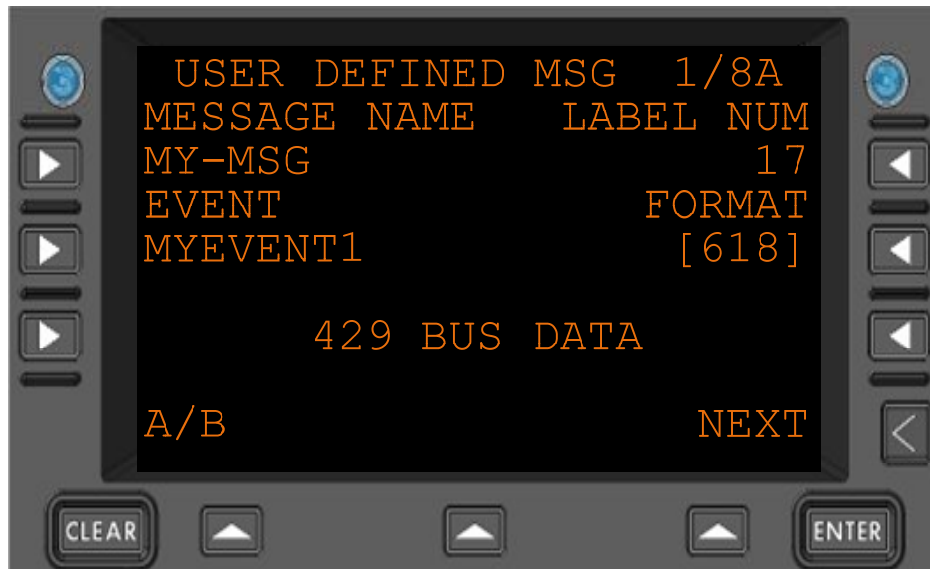 USER DEFINED MSG 1/8A
MESSAGE NAME LABEL NUM
MY-MSG 17
EVENT FORMAT
MYEVENT1 [618]
429 BUS DATA
A/B NEXT
CLEAR ENTER